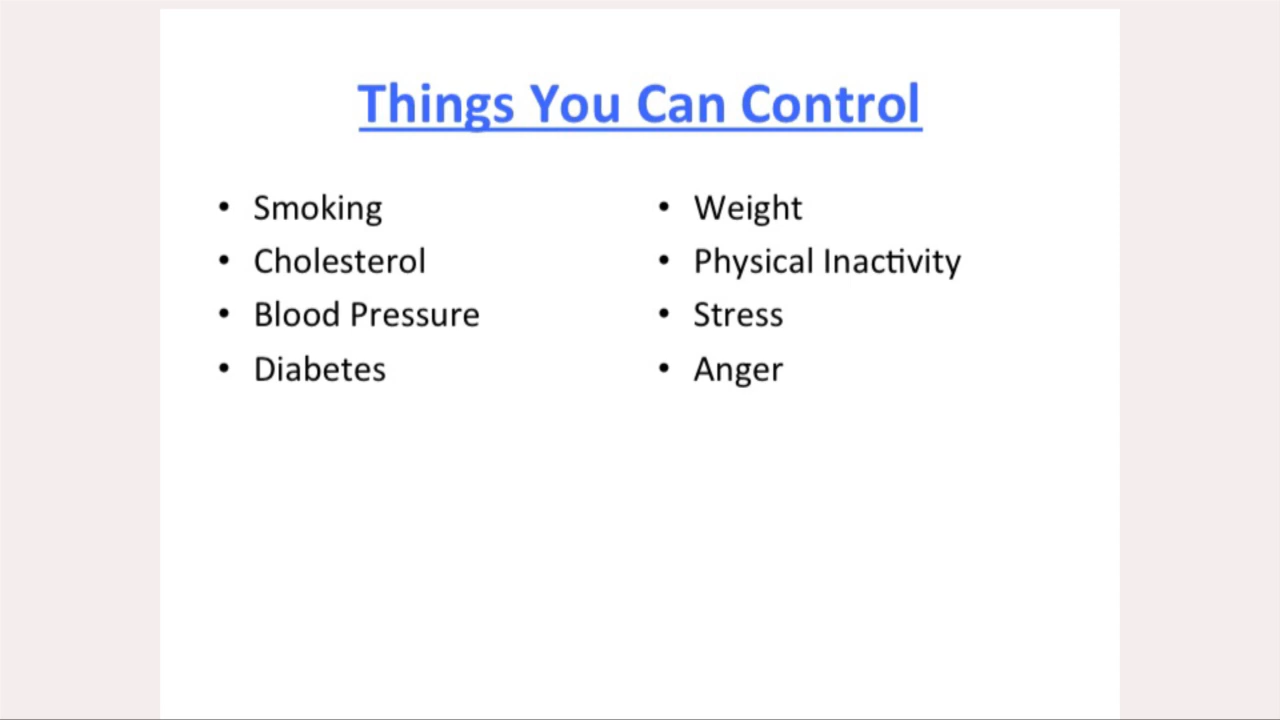 Things You Can Control
• Smoking
• Cholesterol
• Blood Pressure
• Diabetes
• Weight
• Physical Inactivity
• Stress
• Anger